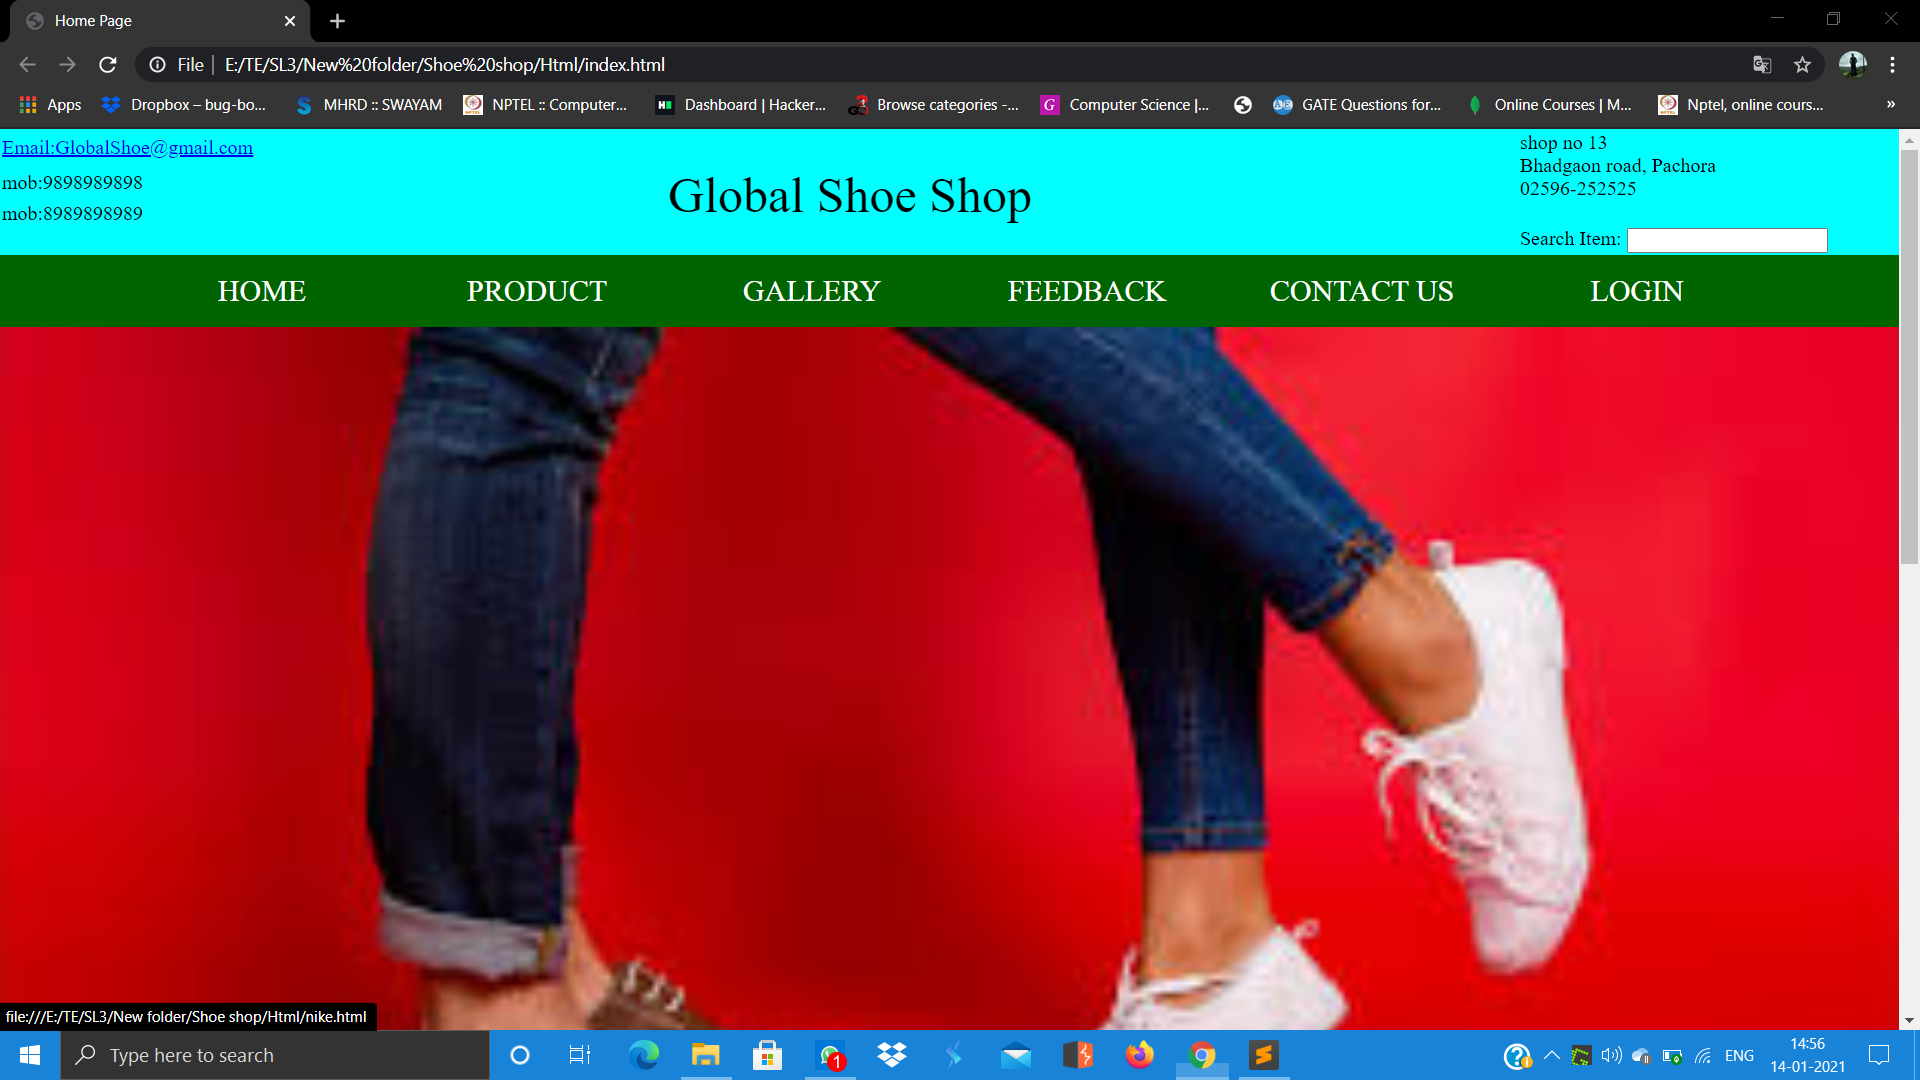 Home Page
File | E:/TE/SL3/New%20folder/Shoe%20shop/Html/index.html
Apps Dropbox – bug-bo... MHRD :: SWAYAM NPTEL :: Computer... Dashboard | Hacker... Browse categories -... Computer Science |... GATE Questions for... Online Courses | M... Nptel, online cours... »
Email:GlobalShoe@gmail.com
mob:9898989898
mob:8989898989
Global Shoe Shop
shop no 13
Bhadgaon road, Pachora
02596-252525
Search Item:
HOME PRODUCT GALLERY FEEDBACK CONTACT US LOGIN
file:///E:/TE/SL3/New folder/Shoe shop/Html/nike.html
Type here to search
1
ENG
14:56
14-01-2021